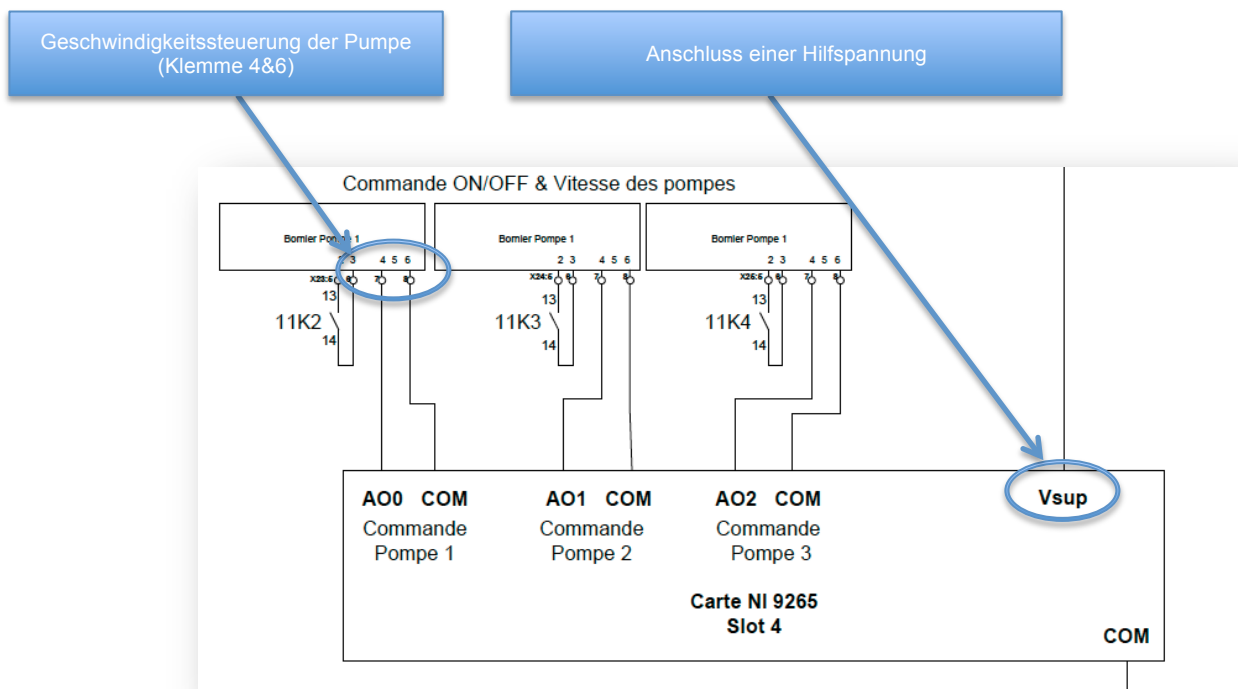 Geschwindigkeitssteuerung der Pumpe
(Klemme 4&6)
Anschluss einer Hilfspannung
Commande ON/OFF & Vitesse des pompes
Bornier Pompe 1
Bornier Pompe 1
Bornier Pompe 1
2 3 4 5 6
2 3 4 5 6
2 3 4 5 6
X23:5 6 7 8
X24:5 6 7 8
X25:5 6 7 8
13
13
13
11K2
11K3
11K4
14
14
14
AO0 COM
AO1 COM
AO2 COM
Vsup
Commande
Pompe 1
Commande
Pompe 2
Commande
Pompe 3
Carte NI 9265
Slot 4
COM